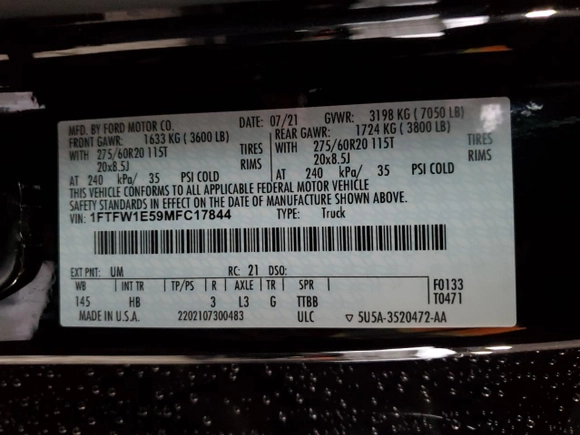 MFD. BY FORD MOTOR CO. DATE: 07/21 GVWR: 3198 KG ( 7050 LB)
FRONT GAWR: 1633 KG ( 3600 LB) REAR GAWR: 1724 KG ( 3800 LB)
WITH 275/60R20 115T TIRES WITH 275/60R20 115T TIRES
20x8.5J RIMS 20x8.5J RIMS
AT 240 kPa/ 35 PSI COLD AT 240 kPa/ 35 PSI COLD
THIS VEHICLE CONFORMS TO ALL APPLICABLE FEDERAL MOTOR VEHICLE
SAFETY STANDARDS IN EFFECT ON THE DATE OF MANUFACTURE SHOWN ABOVE.
VIN: 1FTFW1E59MFC17844 TYPE: Truck
EXT PNT: UM RC: 21 DSO:
WB INT TR TP/PS R AXLE TR SPR F0133
145 HB 3 L3 G TTBB T0471
MADE IN U.S.A. 2202107300483 ULC ▽ 5U5A-3520472-AA